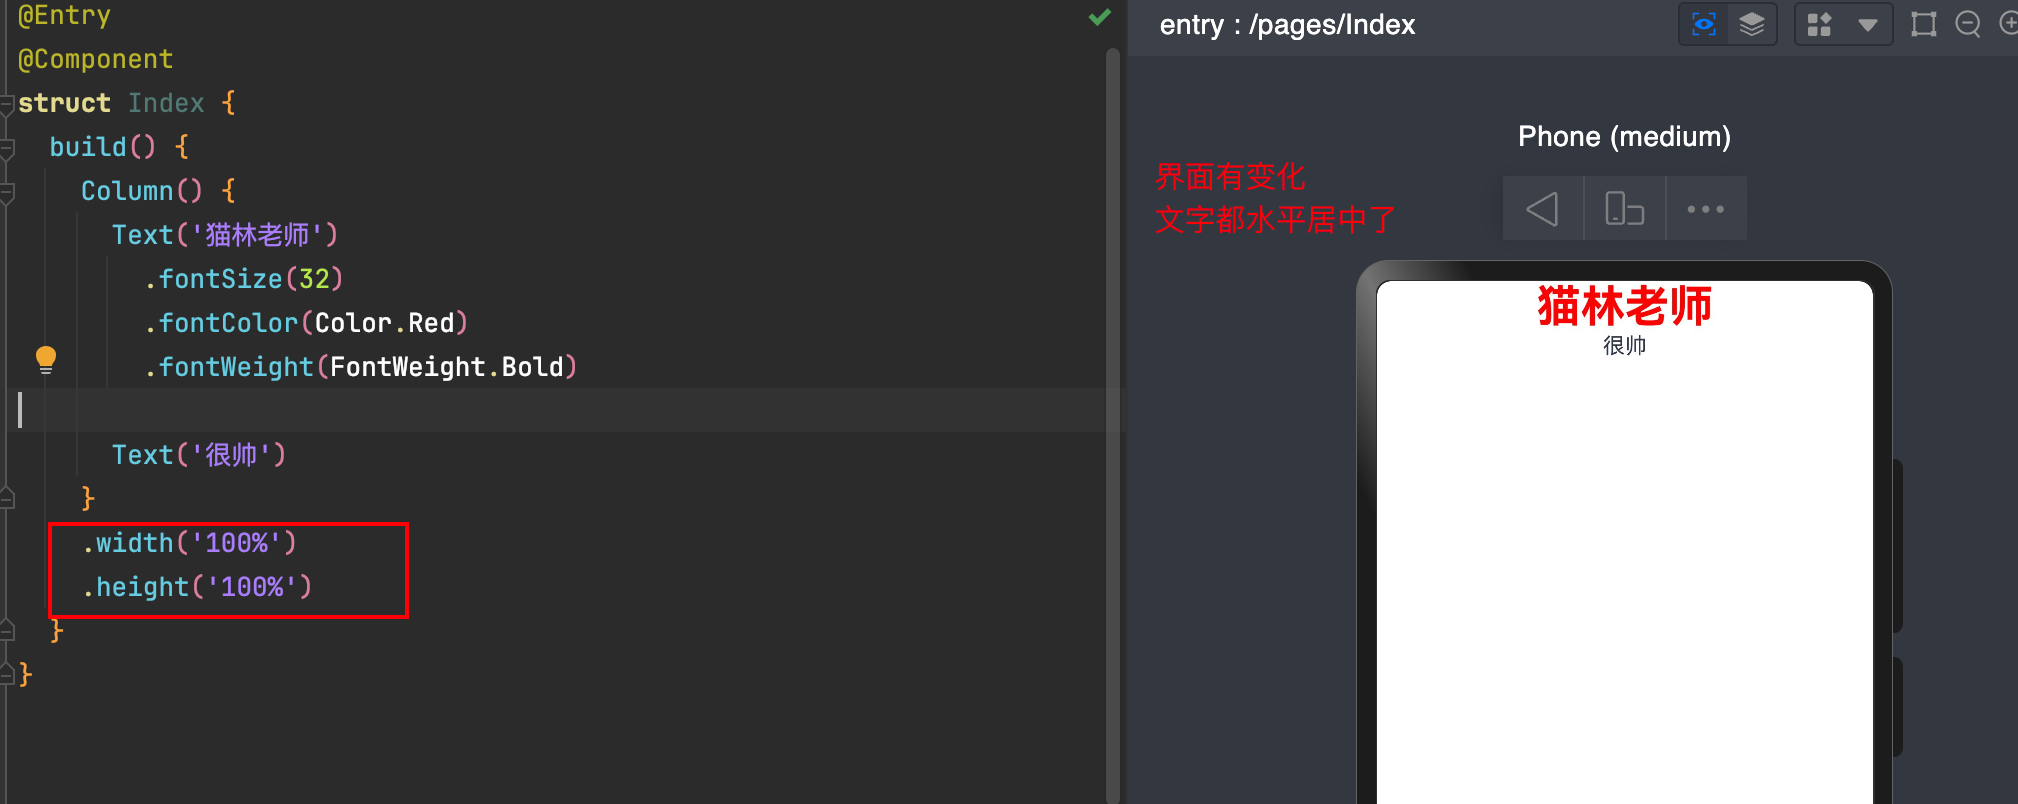 @Entry
@Component
struct Index {
build() {
Column() {
Text('猫林老师')
.fontSize(32)
.fontColor(Color.Red)
.fontWeight(FontWeight.Bold)
Text('很帅')
}
.width('100%')
.height('100%')
}
}
entry : /pages/Index
Phone (medium)
界面有变化
文字都水平居中了
猫林老师
很帅